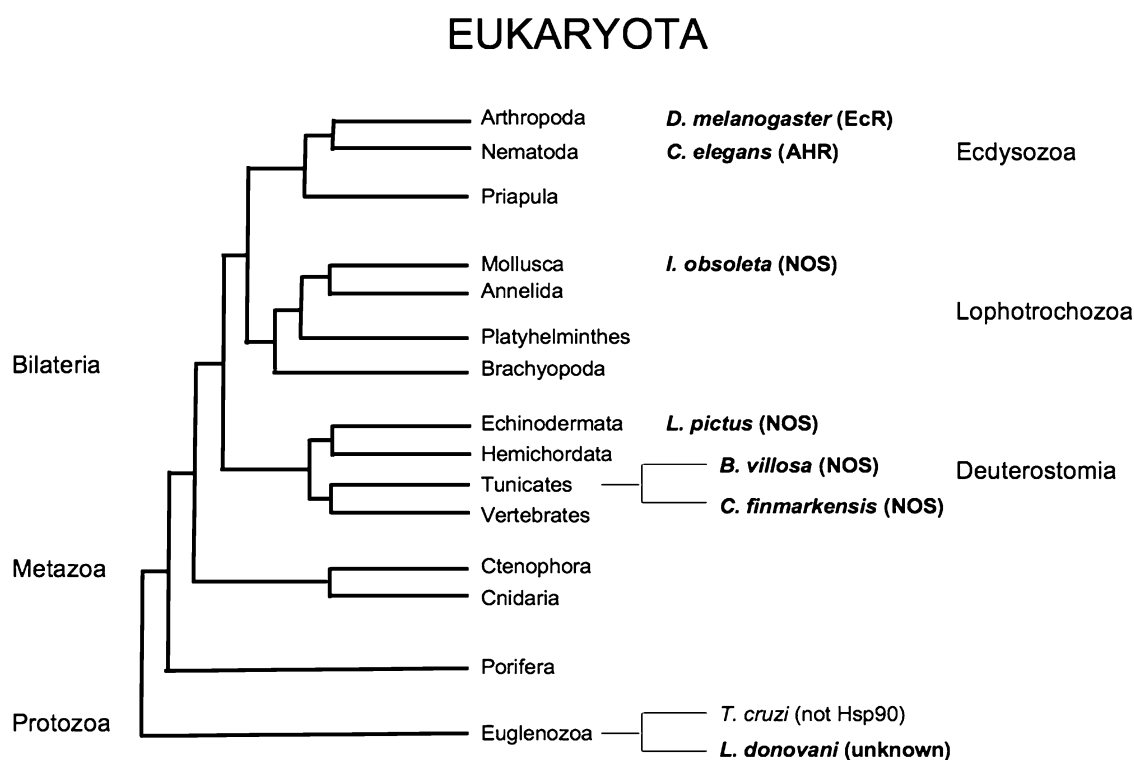 EUKARYOTA
Arthropoda D. melanogaster (EcR)
Nematoda C. elegans (AHR) Ecdysozoa
Priapula
Mollusca I. obsoleta (NOS)
Annelida
Lophotrochozoa
Platyhelminthes
Bilateria
Brachyopoda
Echinodermata L. pictus (NOS)
Hemichordata
B. villosa (NOS) Deuterostomia
Tunicates
C. finmarkensis (NOS)
Vertebrates
Metazoa Ctenophora
Cnidaria
Porifera
T. cruzi (not Hsp90)
Protozoa Euglenozoa
L. donovani (unknown)